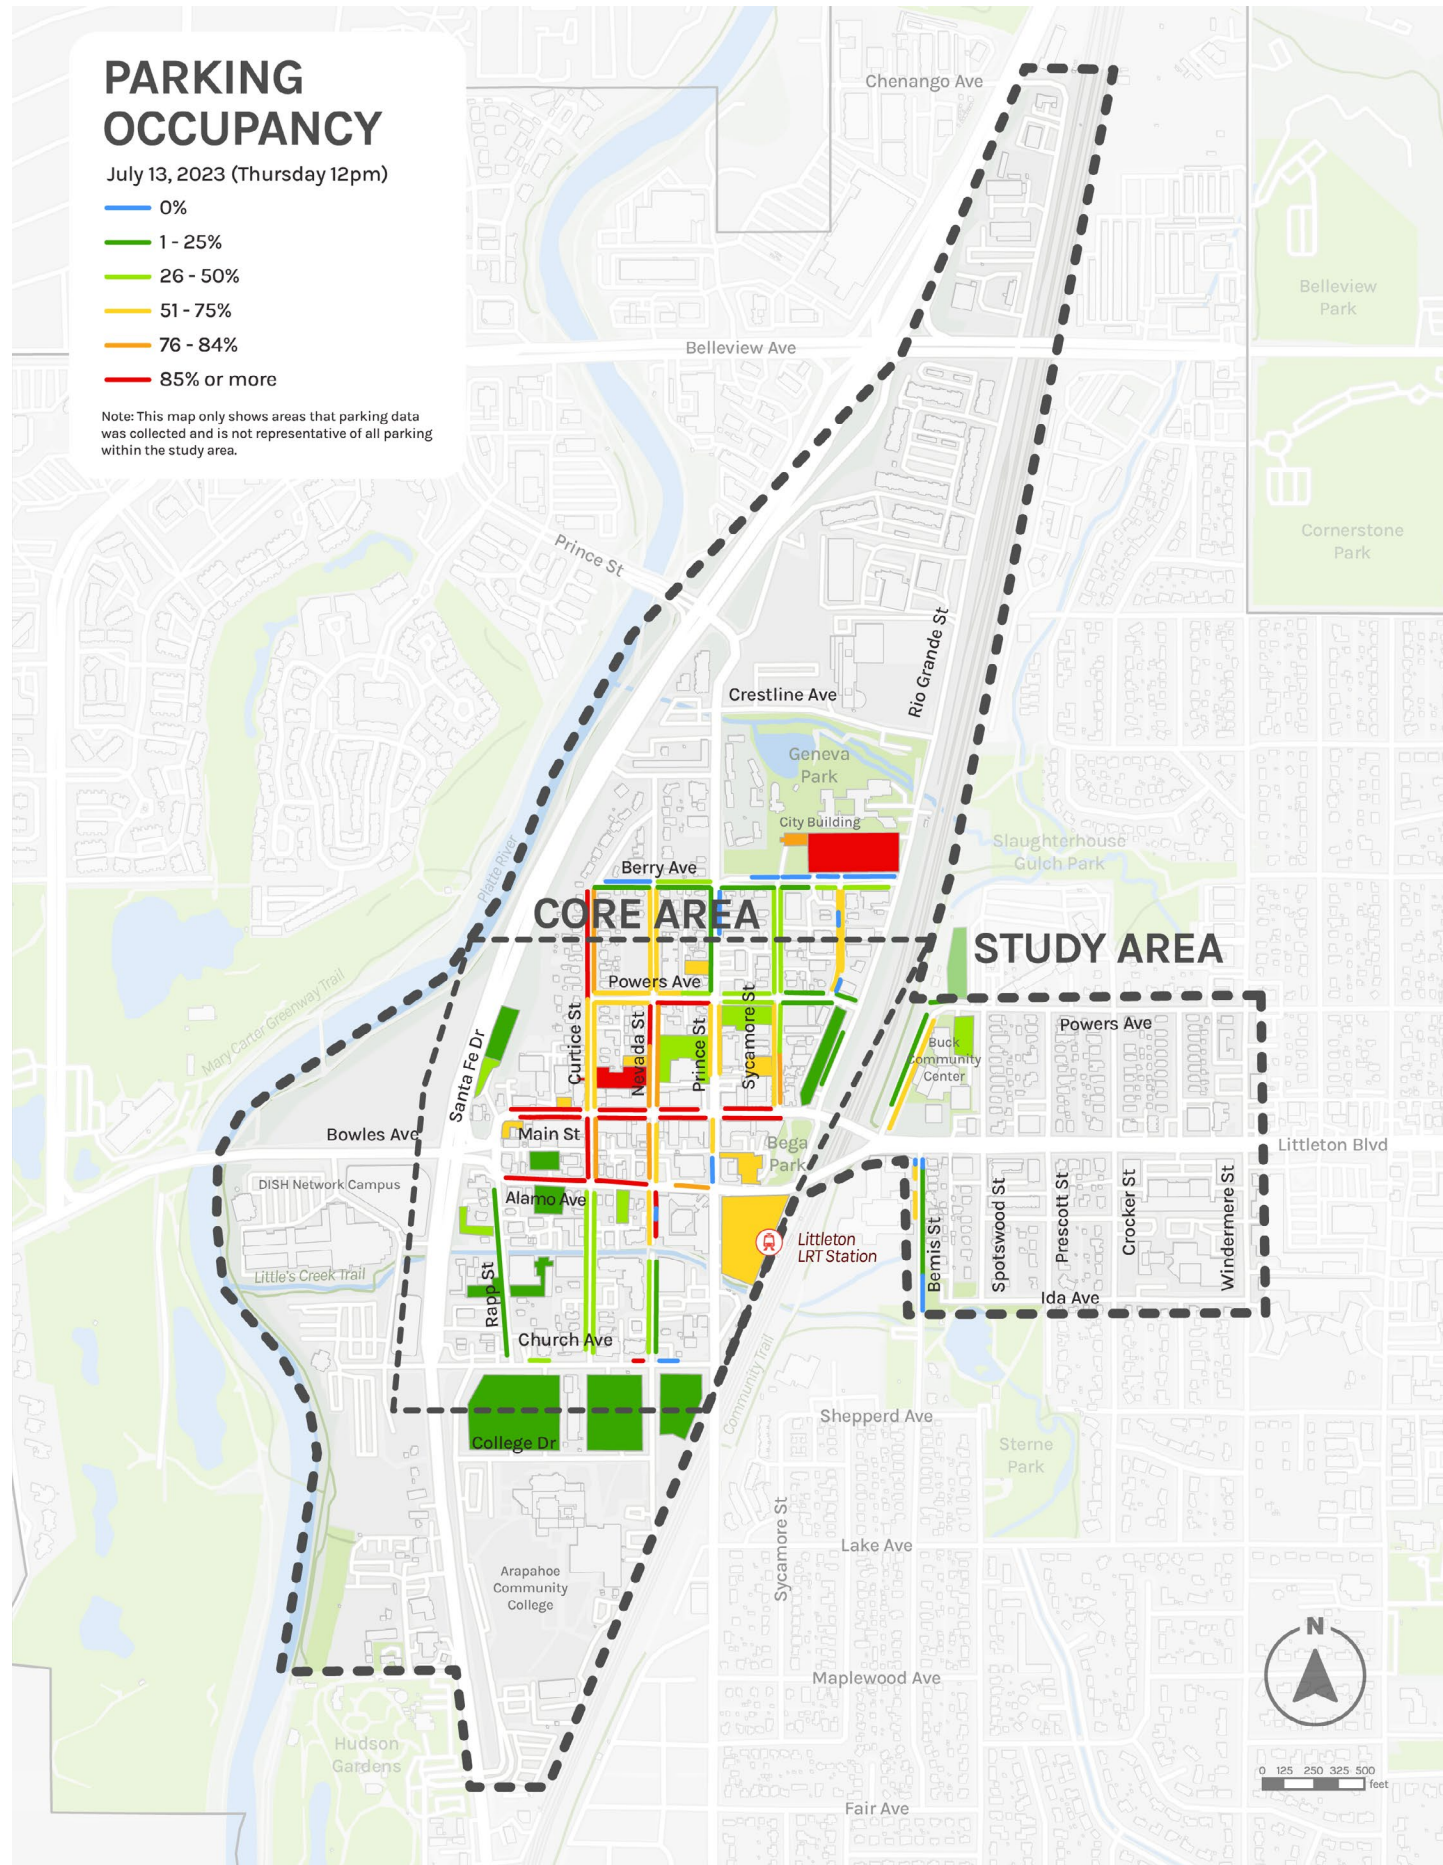 PARKING
OCCUPANCY
July 13, 2023 (Thursday 12pm)
0%
1 - 25%
26 - 50%
51 - 75%
76 - 84%
85% or more
Note: This map only shows areas that parking data
was collected and is not representative of all parking
within the study area.
Chenango Ave
Belleview
Park
Belleview Ave
Cornerstone
Park
Prince St
Rio Grande St
Crestline Ave
Geneva
Park
City Building
Slaughterhouse
Gulch Park
Platte River
Berry Ave
CORE AREA
STUDY AREA
Mary Carter Greenway Trail
Powers Ave
Santa Fe Dr
Curtice St
Nevada St
Prince St
Sycamore St
Powers Ave
Buck
Community
Center
Bowles Ave
Main St
Bega
Park
Littleton Blvd
DISH Network Campus
Alamo Ave
Littleton
LRT Station
Bemis St
Spotswood St
Prescott St
Crocker St
Windermere St
Little's Creek Trail
Rapp St
Ida Ave
Church Ave
Community Trail
Shepperd Ave
College Dr
Sterne
Park
Sycamore St
Lake Ave
Arapahoe
Community
College
N
Maplewood Ave
Hudson
Gardens
0 125 250 325 500
feet
Fair Ave